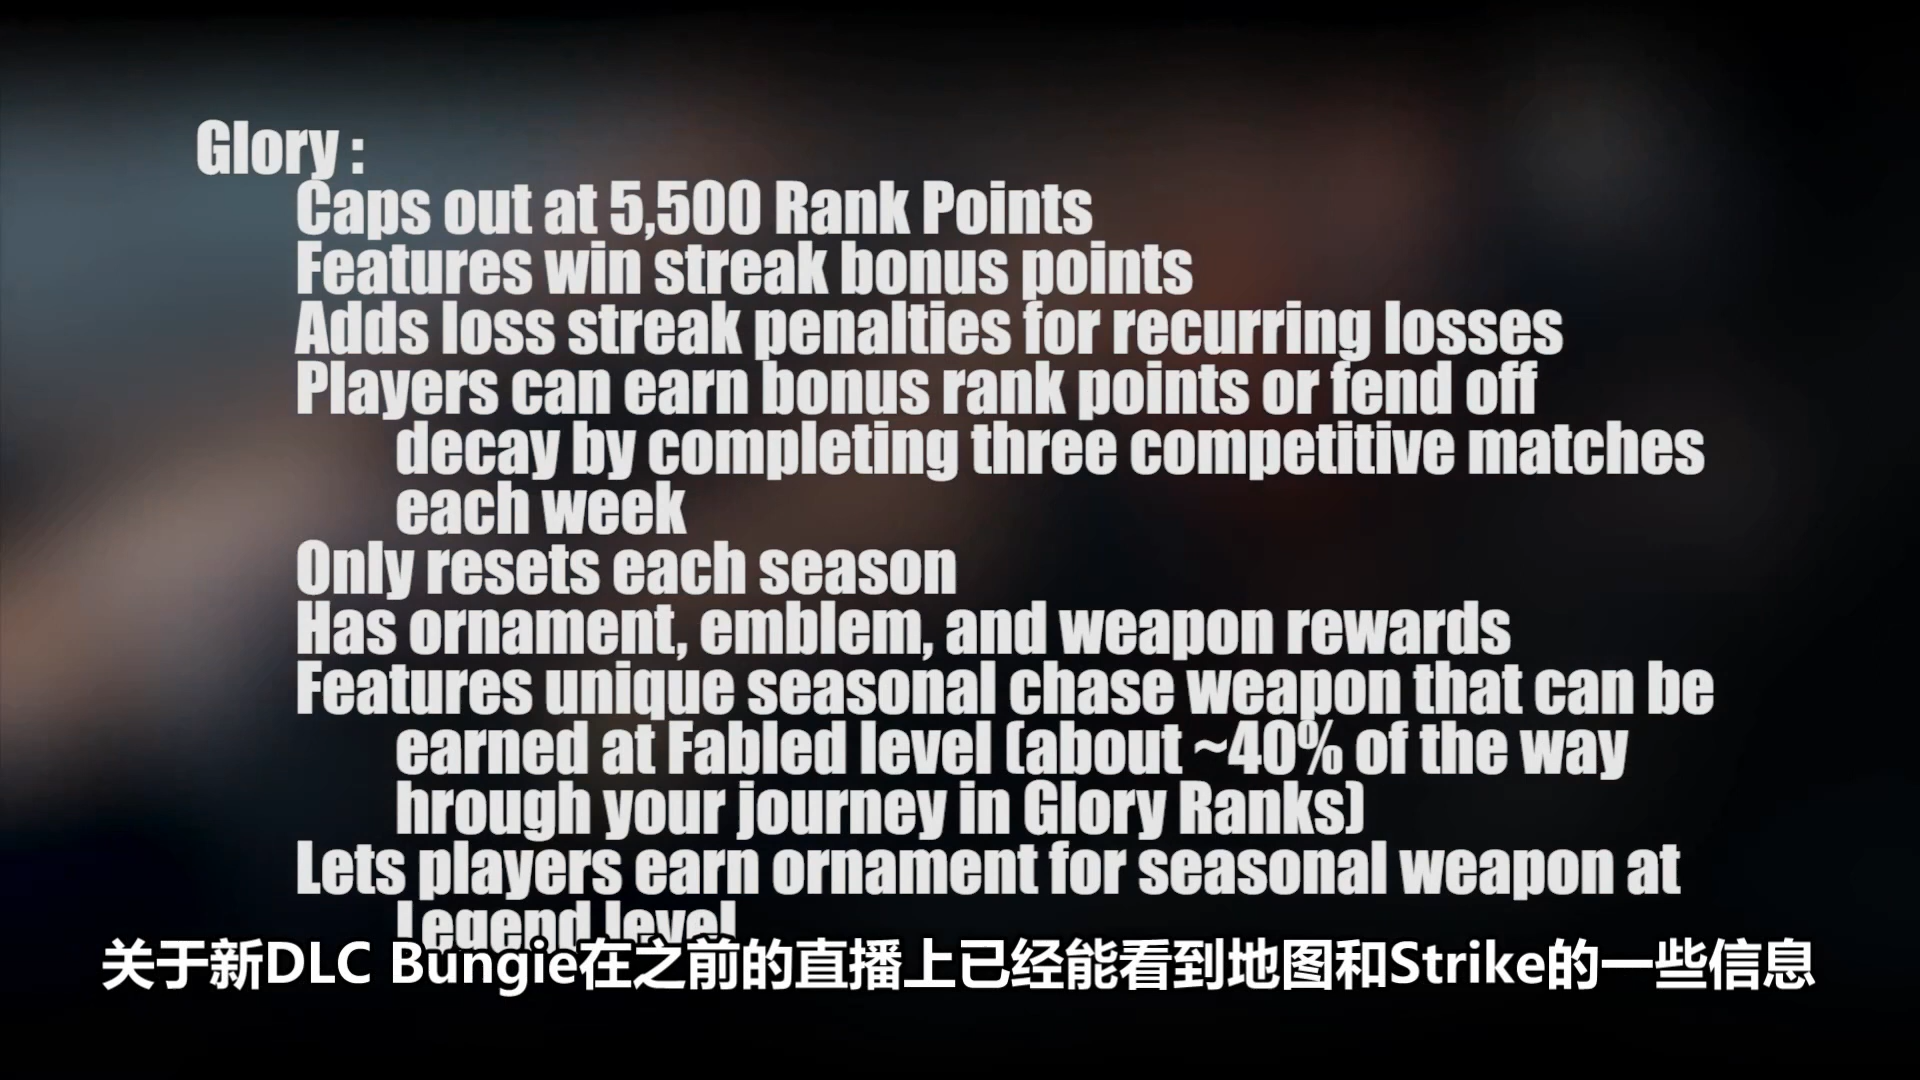 Glory :
Caps out at 5,500 Rank Points
Features win streak bonus points
Adds loss streak penalties for recurring losses
Players can earn bonus rank points or fend off
decay by completing three competitive matches
each week
Only resets each season
Has ornament, emblem, and weapon rewards
Features unique seasonal chase weapon that can be
earned at Fabled level (about ~40% of the way
hrough your journey in Glory Ranks)
Lets players earn ornament for seasonal weapon at
Legend level
关于新DLC Bungie在之前的直播上已经能看到地图和Strike的一些信息